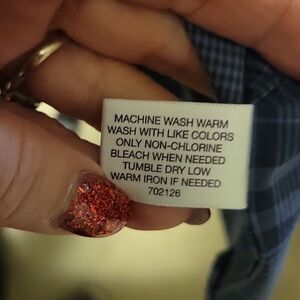 MACHINE WASH WARM
WASH WITH LIKE COLORS
ONLY NON-CHLORINE
BLEACH WHEN NEEDED
TUMBLE DRY LOW
WARM IRON IF NEEDED
702126